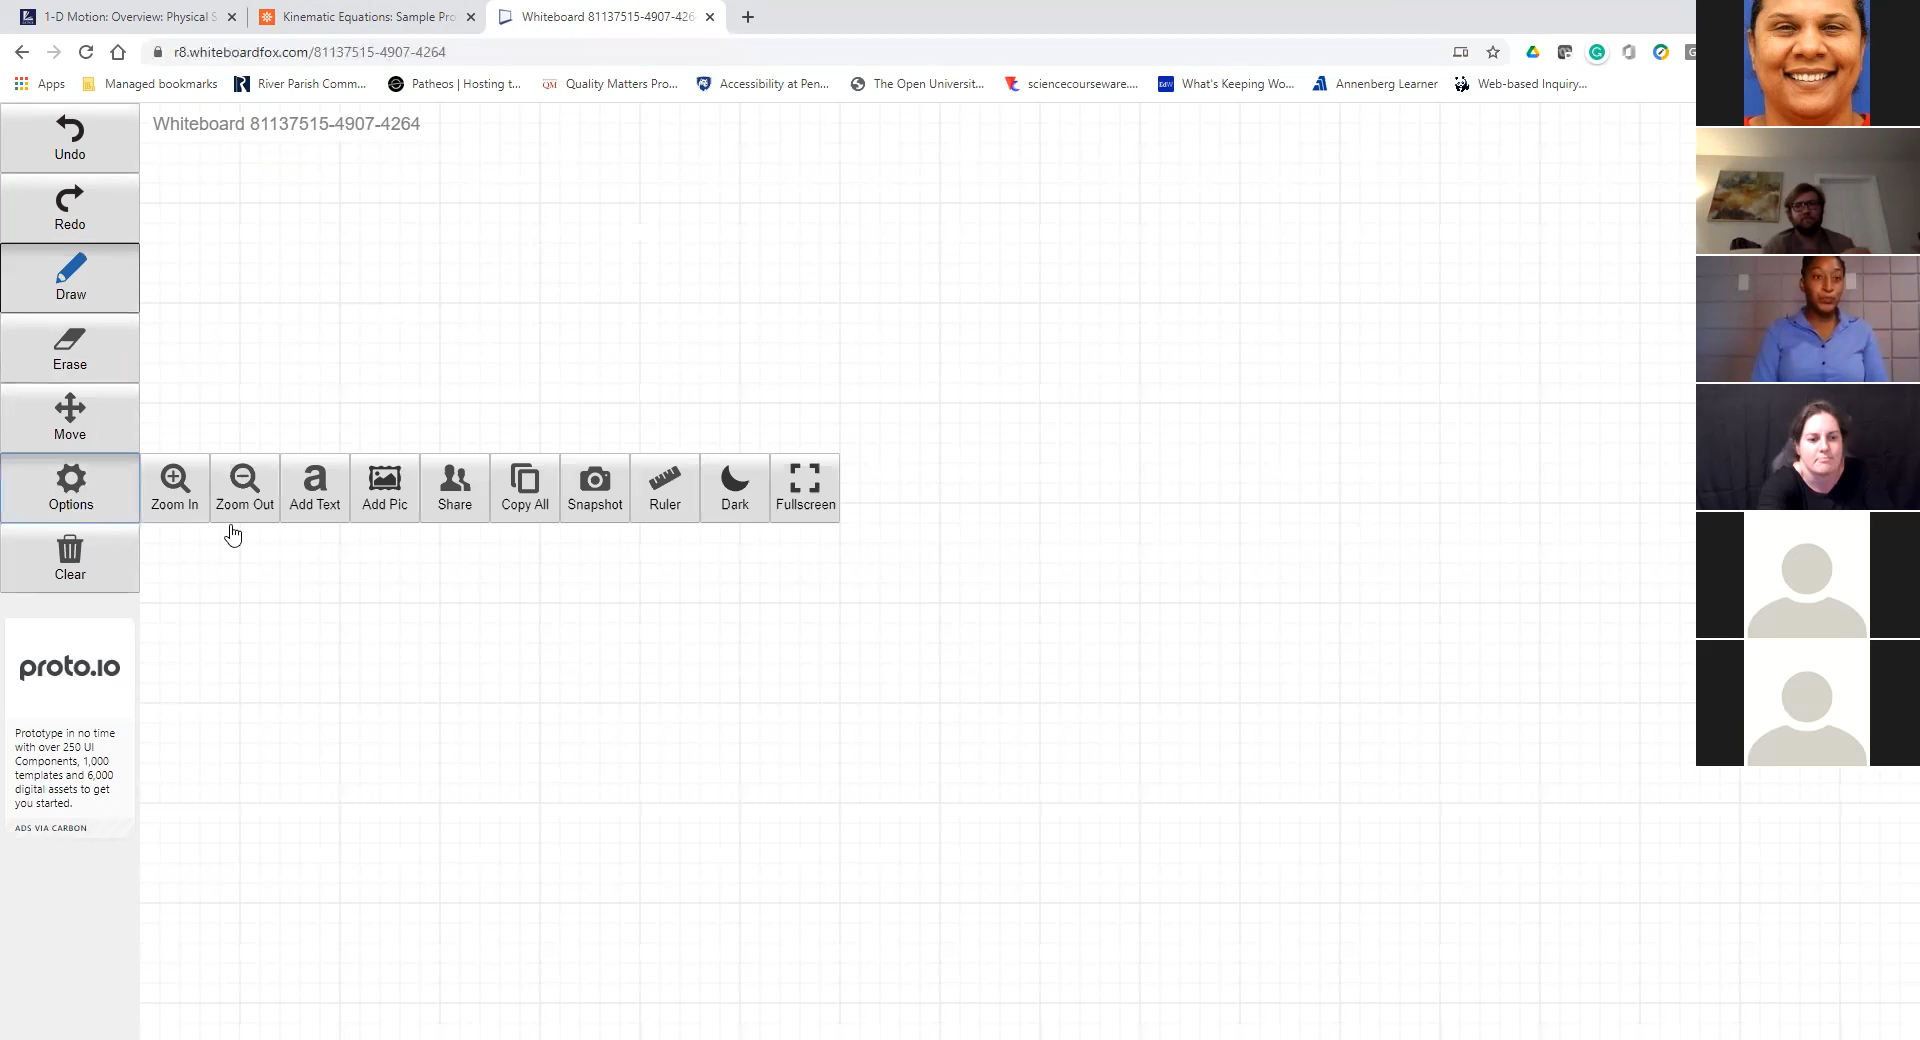 1-D Motion: Overview: Physical S
Kinematic Equations: Sample Pro
Whiteboard 81137515-4907-426
r8.whiteboardfox.com/81137515-4907-4264
Apps
Managed bookmarks
River Parish Comm...
Patheos | Hosting t...
QM Quality Matters Pro...
Accessibility at Pen...
The Open Universit...
sciencecourseware....
EdW What's Keeping Wo...
Annenberg Learner
Web-based Inquiry...
Whiteboard 81137515-4907-4264
Undo
Redo
Draw
Erase
Move
Options
Zoom In
Zoom Out
a Add Text
Add Pic
Share
Copy All
Snapshot
Ruler
Dark
Fullscreen
Clear
proto.io
Prototype in no time
with over 250 UI
Components, 1,000
templates and 6,000
digital assets to get
you started.
ADS VIA CARBON